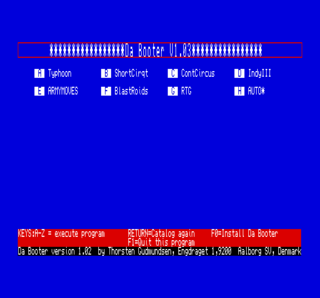 *****************Da Booter V1.03****************
A Typhoon B ShortCirqt C ContCircus D IndyIII
E ARMYMOVES F BlastRoids G RTG H AUTO*
KEYS:A-Z = execute program RETURN=Catalog again F0=Install Da Booter
F1=Quit this program
Da Booter version 1.02 by Thorsten Gudmundsen, Engdraget 1,9200 Aalborg SV, Denmark